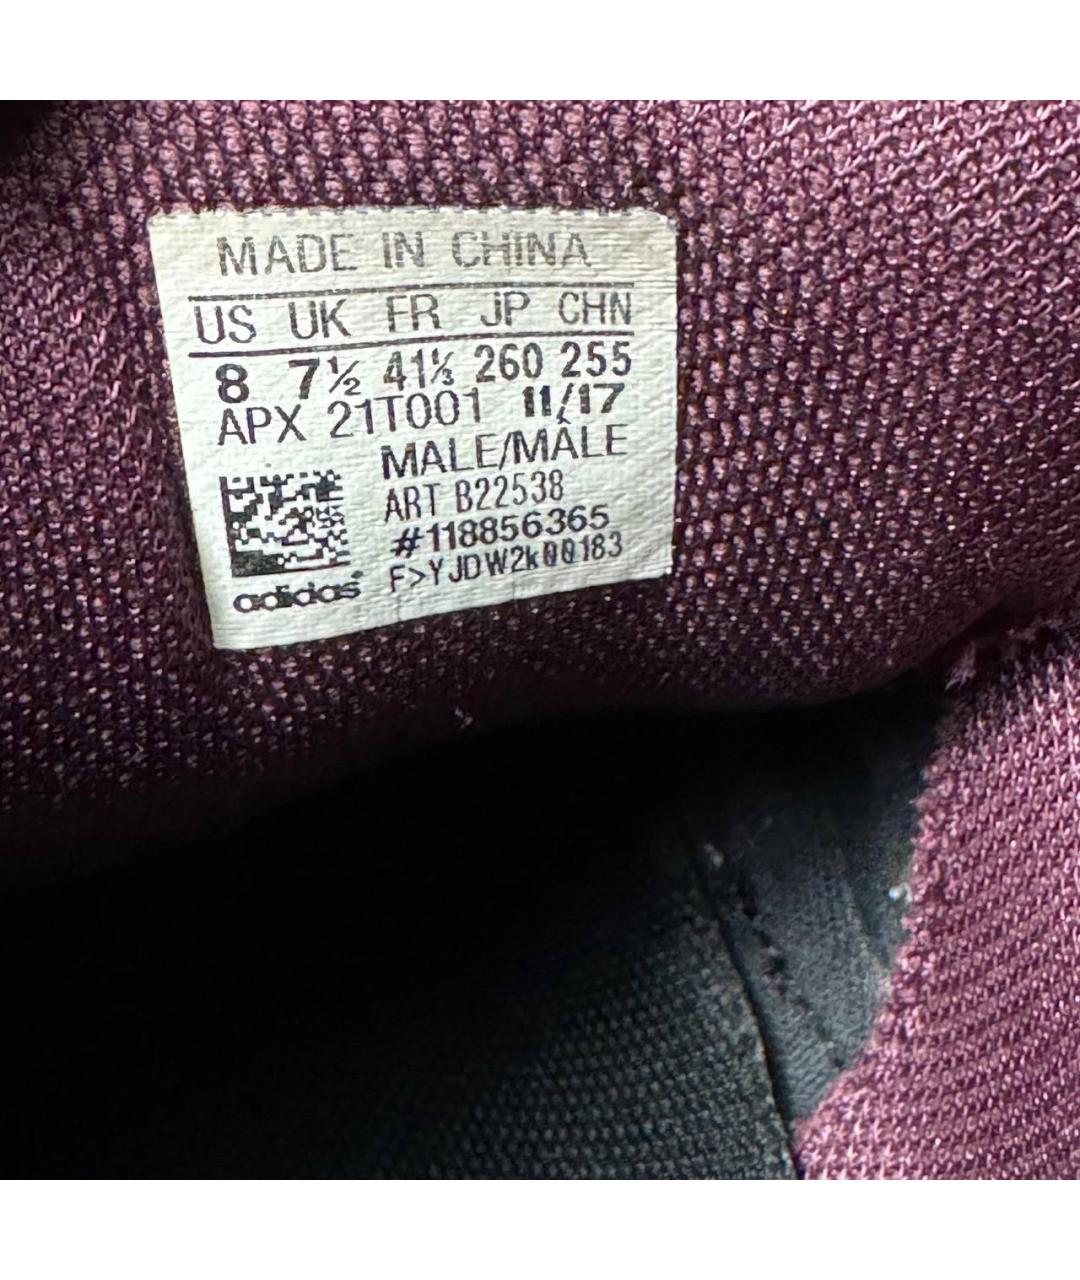 MADE IN CHINA
US UK FR JP CHN
8 7½ 41⅓ 260 255
APX 21T001 11/17
MALE/MÂLE
ART B22538
#118856365
F>YJDW2k00183
adidas